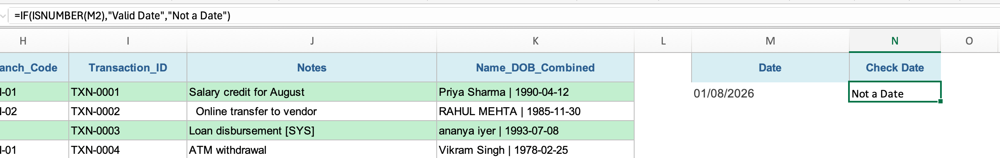 =IF(ISNUMBER(M2),"Valid Date","Not a Date")
H I J K L M N O
anch_Code Transaction_ID Notes Name_DOB_Combined Date Check Date
-01 TXN-0001 Salary credit for August Priya Sharma | 1990-04-12 01/08/2026 Not a Date
-02 TXN-0002 Online transfer to vendor RAHUL MEHTA | 1985-11-30
TXN-0003 Loan disbursement [SYS] ananya iyer | 1993-07-08
-01 TXN-0004 ATM withdrawal Vikram Singh | 1978-02-25